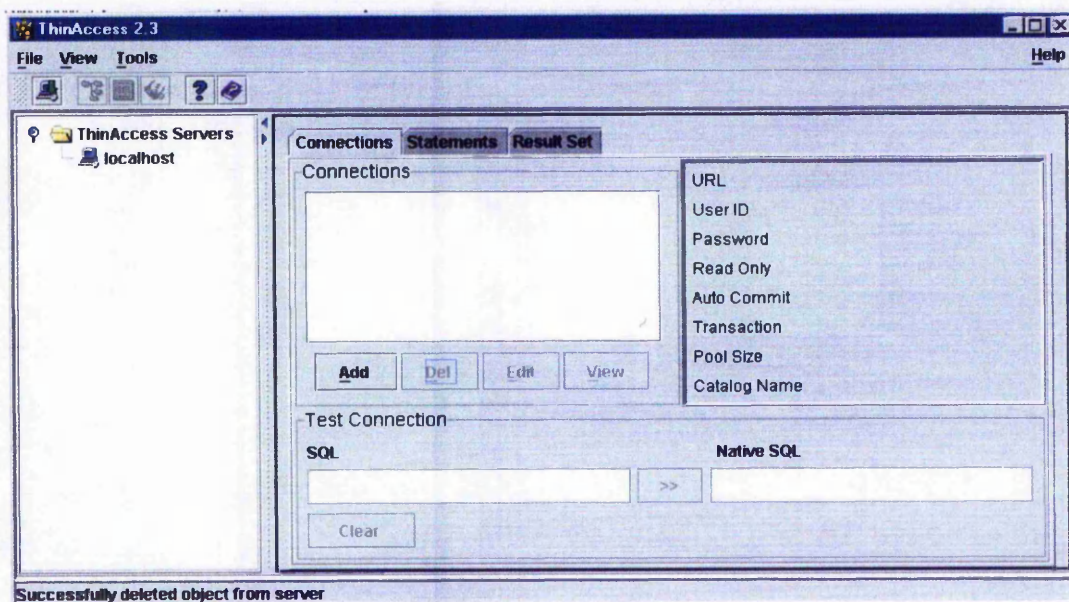 ThinAccess 2.3
File View Tools Help
ThinAccess Servers
localhost
Connections Statements Result Set
Connections
Add Del Edit View
URL
User ID
Password
Read Only
Auto Commit
Transaction
Pool Size
Catalog Name
Test Connection
SQL Native SQL
>>
Clear
Successfully deleted object from server